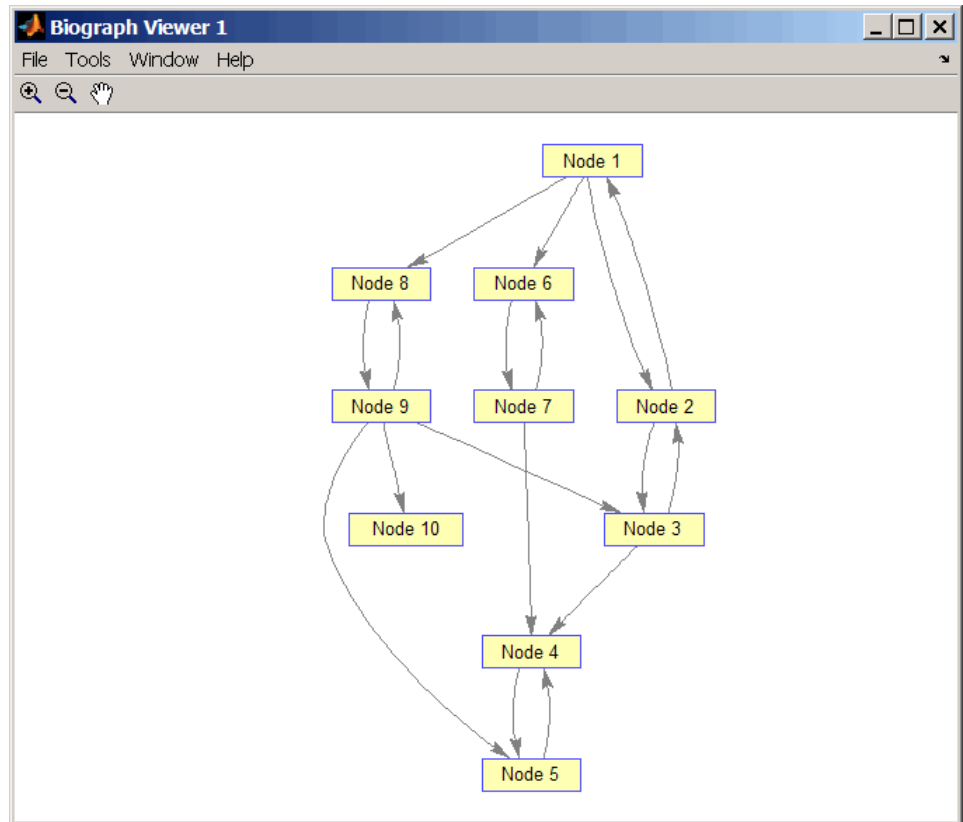 Biograph Viewer 1
File Tools Window Help
Node 1
Node 8 Node 6
Node 9 Node 7 Node 2
Node 10 Node 3
Node 4
Node 5